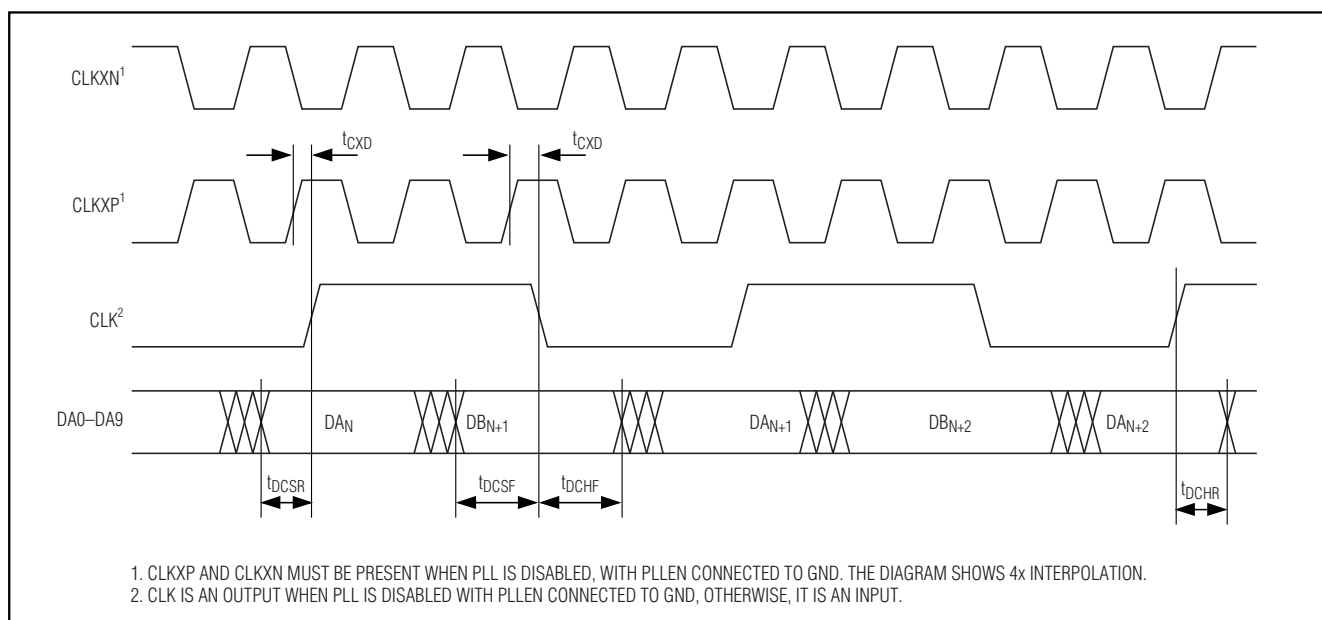 CLKXN¹
tCXD tCXD
CLKXP¹
CLK²
DA0–DA9 DAN DBN+1 DAN+1 DBN+2 DAN+2
tDCSR tDCSF tDCHF tDCHR
1. CLKXP AND CLKXN MUST BE PRESENT WHEN PLL IS DISABLED, WITH PLLEN CONNECTED TO GND. THE DIAGRAM SHOWS 4x INTERPOLATION.
2. CLK IS AN OUTPUT WHEN PLL IS DISABLED WITH PLLEN CONNECTED TO GND, OTHERWISE, IT IS AN INPUT.